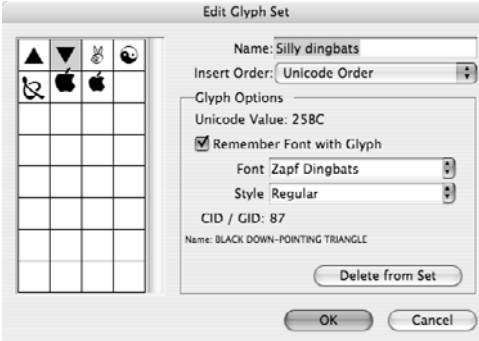 Edit Glyph Set
Name: Silly dingbats
Insert Order: Unicode Order
Glyph Options
Unicode Value: 25BC
Remember Font with Glyph
Font Zapf Dingbats
Style Regular
CID / GID: 87
Name: BLACK DOWN-POINTING TRIANGLE
Delete from Set
OK Cancel